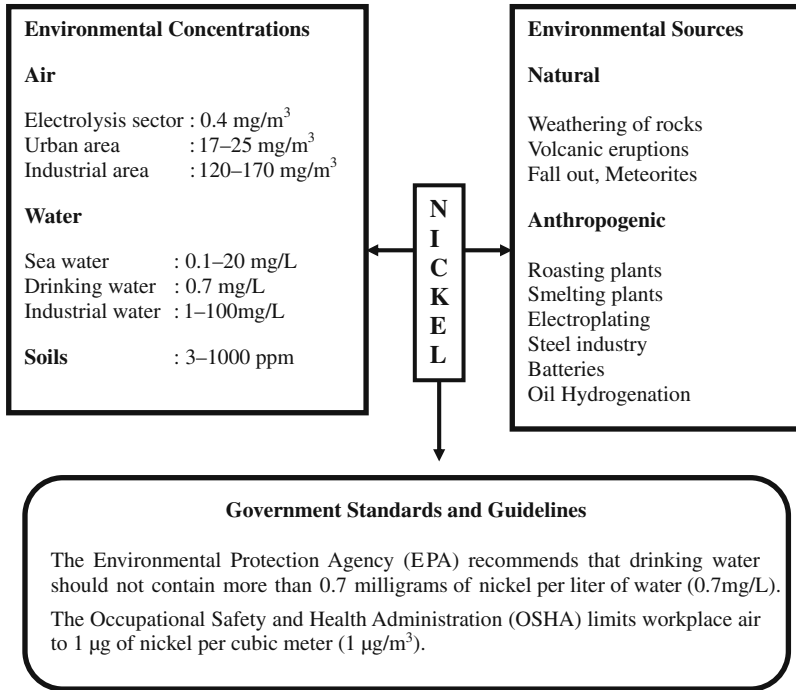 Environmental Concentrations
Air
Electrolysis sector : 0.4 mg/m³
Urban area : 17–25 mg/m³
Industrial area : 120–170 mg/m³
Water
Sea water : 0.1–20 mg/L
Drinking water : 0.7 mg/L
Industrial water : 1–100mg/L
Soils : 3–1000 ppm
NICKEL
Environmental Sources
Natural
Weathering of rocks
Volcanic eruptions
Fall out, Meteorites
Anthropogenic
Roasting plants
Smelting plants
Electroplating
Steel industry
Batteries
Oil Hydrogenation
Government Standards and Guidelines
The Environmental Protection Agency (EPA) recommends that drinking water
should not contain more than 0.7 milligrams of nickel per liter of water (0.7mg/L).
The Occupational Safety and Health Administration (OSHA) limits workplace air
to 1 μg of nickel per cubic meter (1 μg/m³).